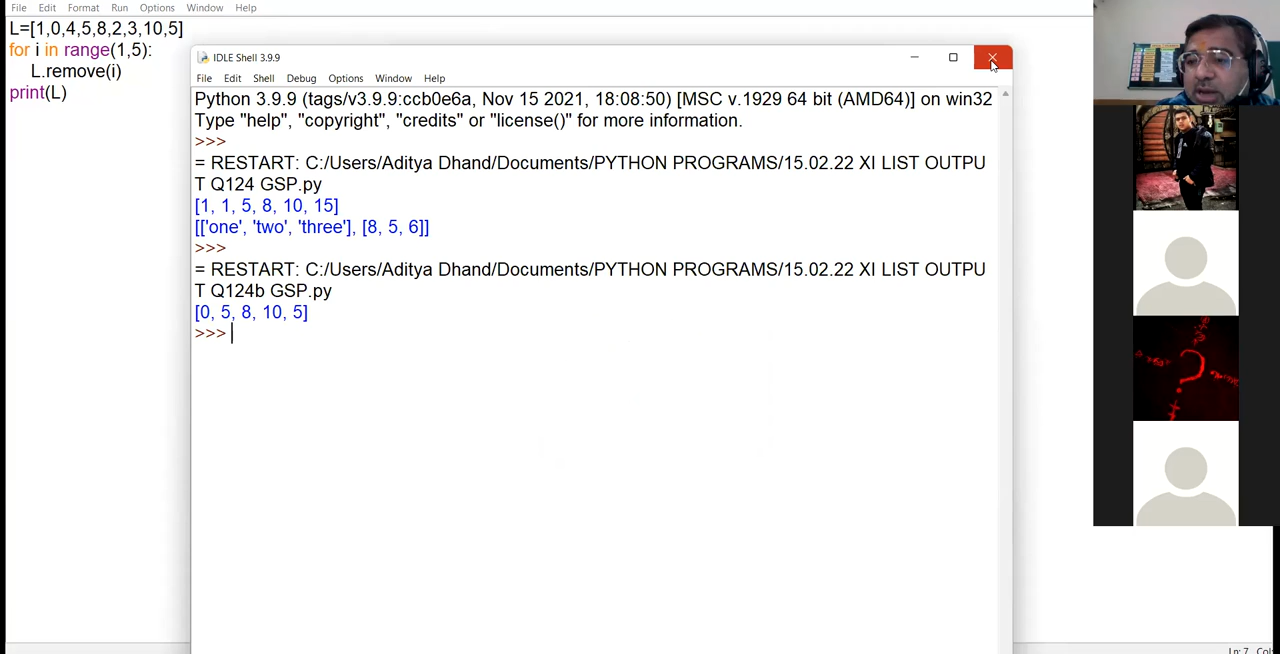 File Edit Format Run Options Window Help
L=[1,0,4,5,8,2,3,10,5]
for i in range(1,5):
L.remove(i)
print(L)
IDLE Shell 3.9.9
File Edit Shell Debug Options Window Help
Python 3.9.9 (tags/v3.9.9:ccb0e6a, Nov 15 2021, 18:08:50) [MSC v.1929 64 bit (AMD64)] on win32
Type "help", "copyright", "credits" or "license()" for more information.
>>>
= RESTART: C:/Users/Aditya Dhand/Documents/PYTHON PROGRAMS/15.02.22 XI LIST OUTPU
T Q124 GSP.py
[1, 1, 5, 8, 10, 15]
[['one', 'two', 'three'], [8, 5, 6]]
>>>
= RESTART: C:/Users/Aditya Dhand/Documents/PYTHON PROGRAMS/15.02.22 XI LIST OUTPU
T Q124b GSP.py
[0, 5, 8, 10, 5]
>>>
Ln: 7 Col: